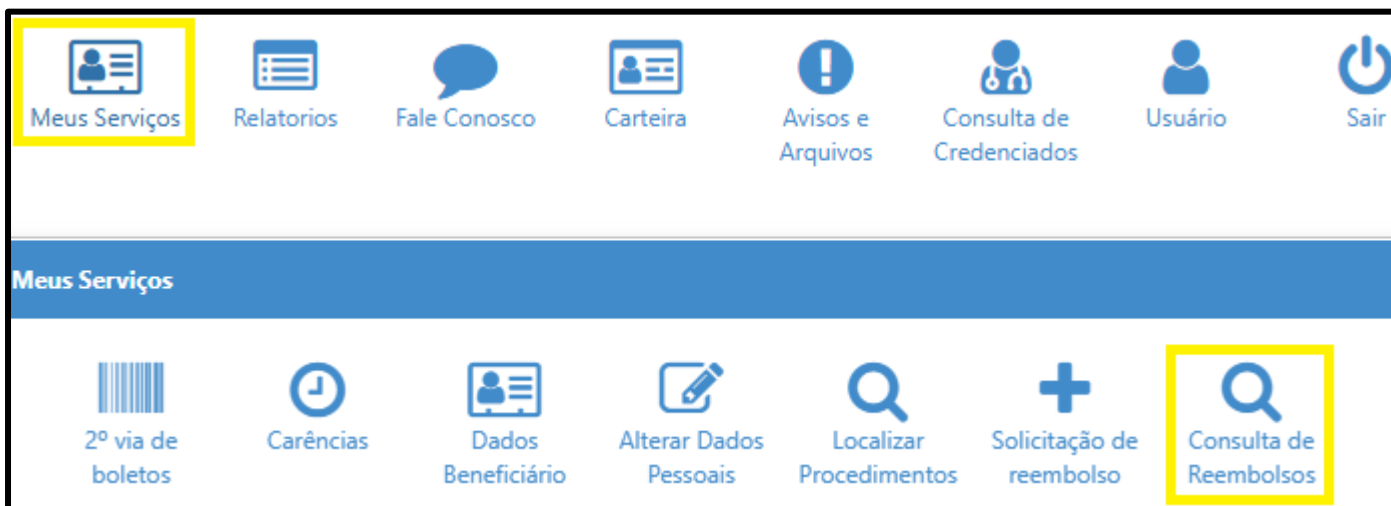 Meus Serviços
Relatorios
Fale Conosco
Carteira
Avisos e
Arquivos
Consulta de
Credenciados
Usuário
Sair
Meus Serviços
2º via de
boletos
Carências
Dados
Beneficiário
Alterar Dados
Pessoais
Localizar
Procedimentos
Solicitação de
reembolso
Consulta de
Reembolsos